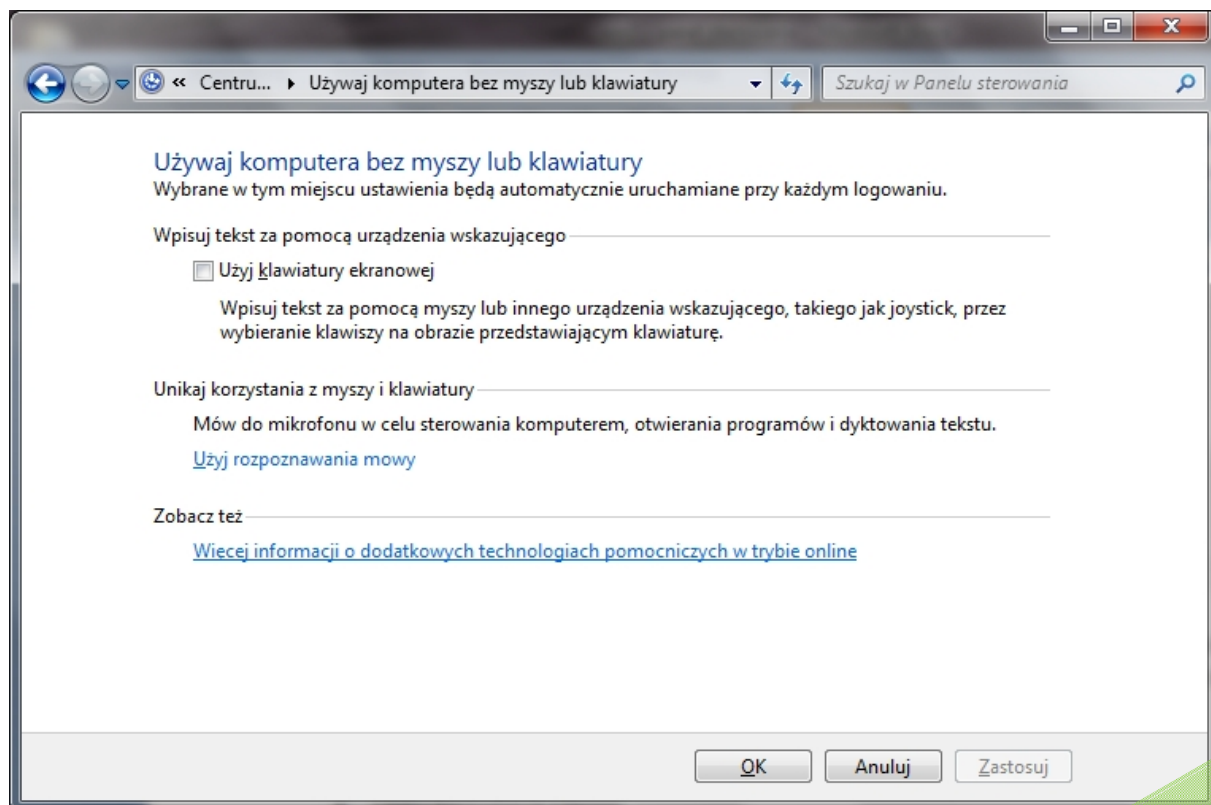 « Centru... ▸ Używaj komputera bez myszy lub klawiatury
Szukaj w Panelu sterowania
Używaj komputera bez myszy lub klawiatury
Wybrane w tym miejscu ustawienia będą automatycznie uruchamiane przy każdym logowaniu.
Wpisuj tekst za pomocą urządzenia wskazującego
Użyj klawiatury ekranowej
Wpisuj tekst za pomocą myszy lub innego urządzenia wskazującego, takiego jak joystick, przez
wybieranie klawiszy na obrazie przedstawiającym klawiaturę.
Unikaj korzystania z myszy i klawiatury
Mów do mikrofonu w celu sterowania komputerem, otwierania programów i dyktowania tekstu.
Użyj rozpoznawania mowy
Zobacz też
Wiecej informacji o dodatkowych technologiach pomocniczych w trybie online
OK
Anuluj
Zastosuj